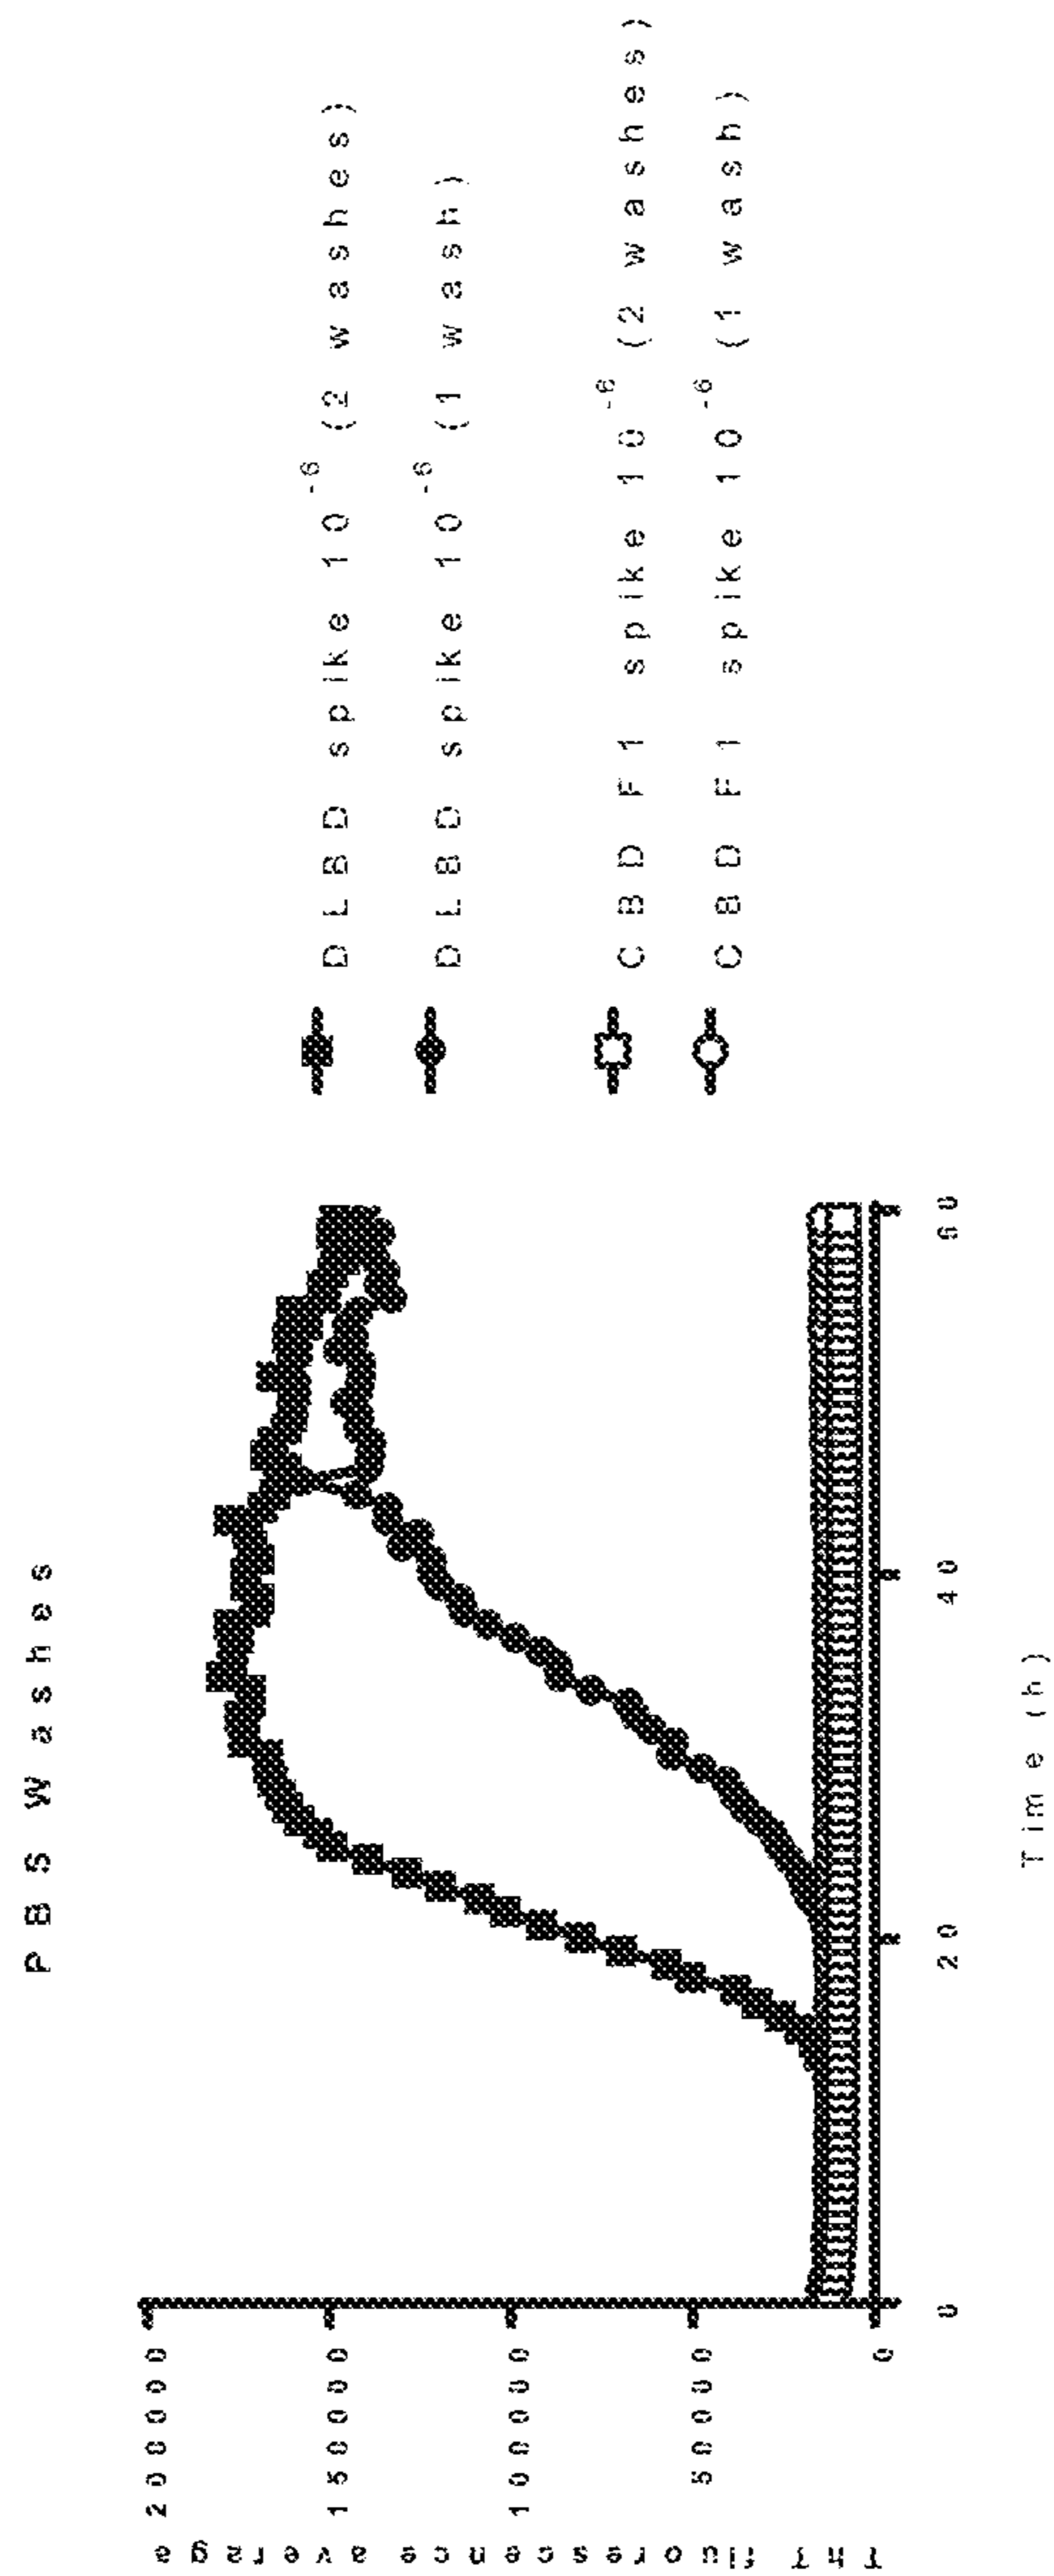 PBS Washes
ThT fluorescence average
200000
150000
100000
50000
0
0
20
40
60
Time (h)
DLBD spike 10⁻⁶ (2 washes)
DLBD spike 10⁻⁶ (1 wash)
CBD F1 spike 10⁻⁶ (2 washes)
CBD F1 spike 10⁻⁶ (1 wash)